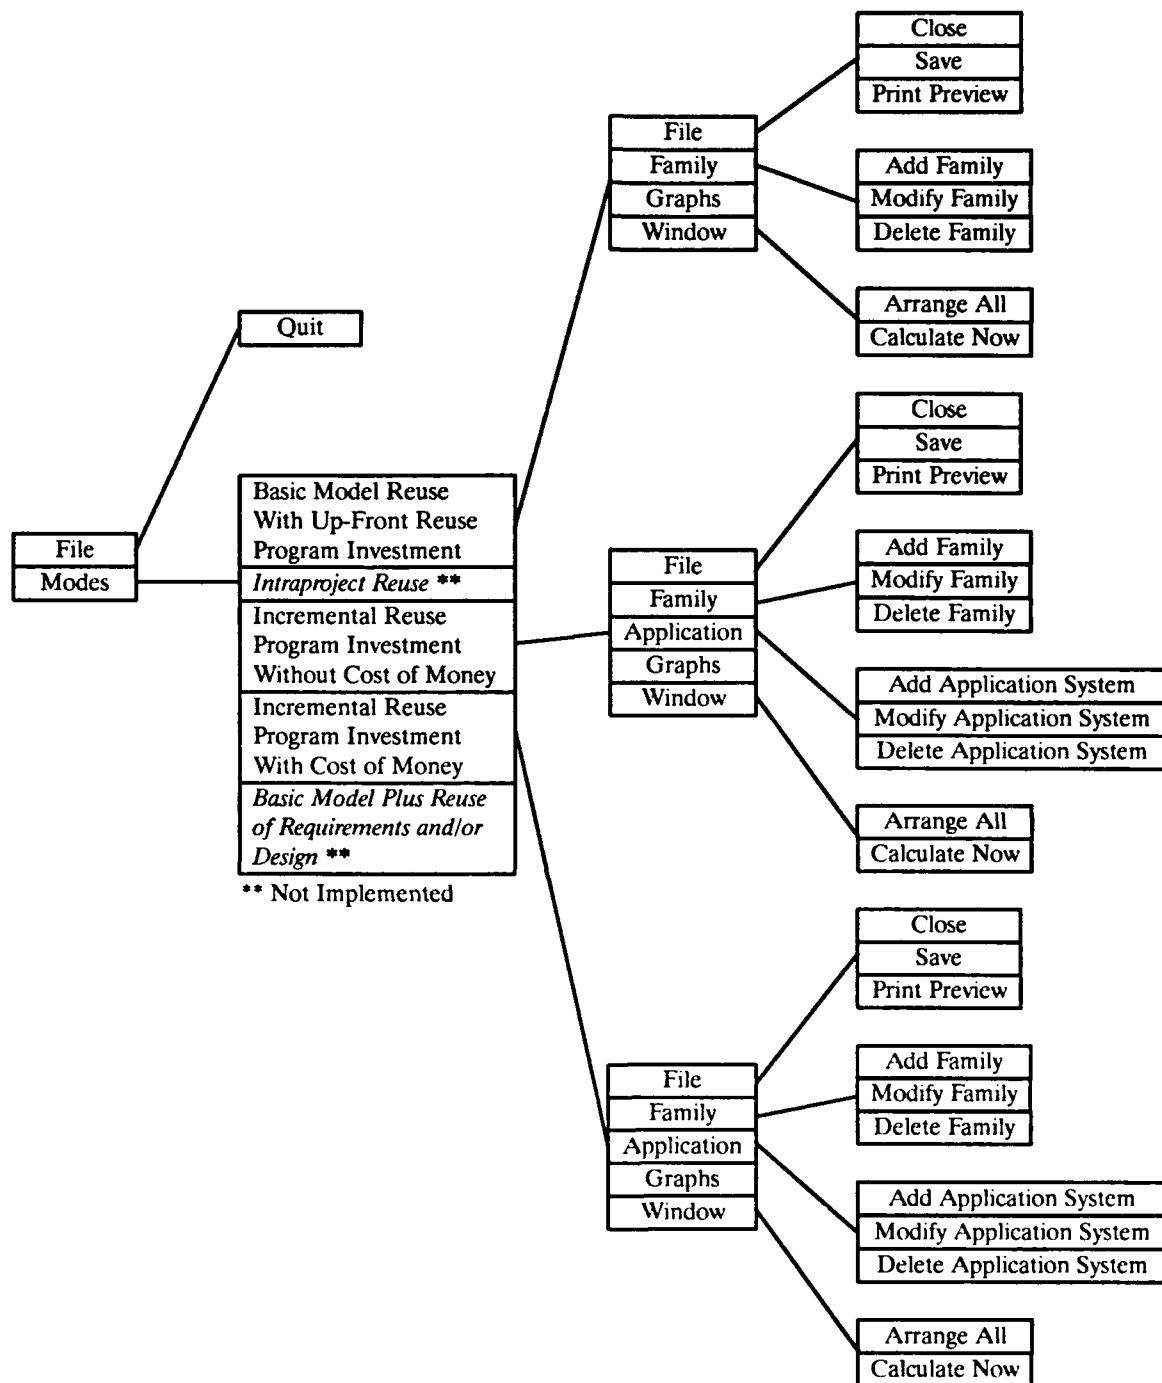 File
Modes
Quit
Basic Model Reuse
With Up-Front Reuse
Program Investment
Intraproject Reuse **
Incremental Reuse
Program Investment
Without Cost of Money
Incremental Reuse
Program Investment
With Cost of Money
Basic Model Plus Reuse
of Requirements and/or
Design **
** Not Implemented
File
Family
Graphs
Window
Close
Save
Print Preview
Add Family
Modify Family
Delete Family
Arrange All
Calculate Now
File
Family
Application
Graphs
Window
Close
Save
Print Preview
Add Family
Modify Family
Delete Family
Add Application System
Modify Application System
Delete Application System
Arrange All
Calculate Now
File
Family
Application
Graphs
Window
Close
Save
Print Preview
Add Family
Modify Family
Delete Family
Add Application System
Modify Application System
Delete Application System
Arrange All
Calculate Now